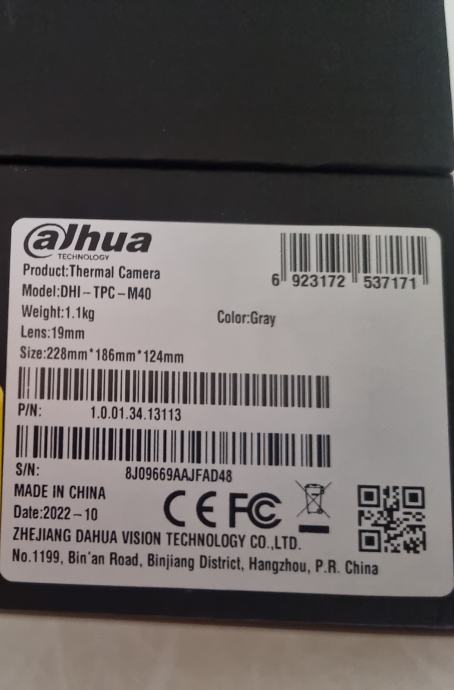 alhua
TECHNOLOGY
Product:Thermal Camera
Model:DHI-TPC-M40
Weight:1.1kg
Color:Gray
Lens:19mm
Size:228mm*186mm*124mm
6 923172 537171
P/N: 1.0.01.34.13113
S/N: 8J09669AAJFAD48
MADE IN CHINA
Date:2022-10
CE FC
ZHEJIANG DAHUA VISION TECHNOLOGY CO.,LTD.
No.1199, Bin'an Road, Binjiang District, Hangzhou, P.R. China